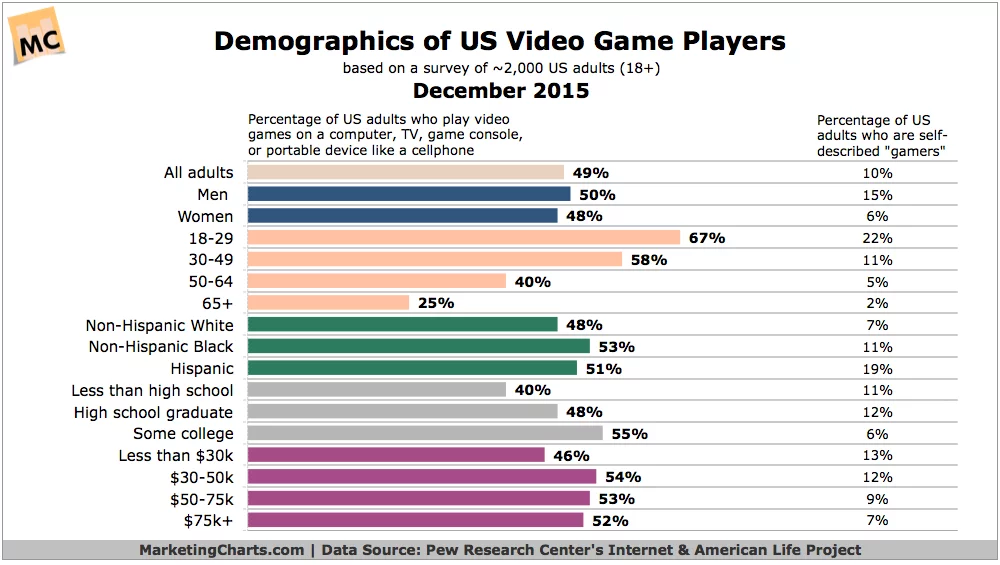 MC
Demographics of US Video Game Players
based on a survey of ~2,000 US adults (18+)
December 2015
Percentage of US adults who play video
games on a computer, TV, game console,
or portable device like a cellphone
Percentage of US
adults who are self-
described "gamers"
All adults 49% 10%
Men 50% 15%
Women 48% 6%
18-29 67% 22%
30-49 58% 11%
50-64 40% 5%
65+ 25% 2%
Non-Hispanic White 48% 7%
Non-Hispanic Black 53% 11%
Hispanic 51% 19%
Less than high school 40% 11%
High school graduate 48% 12%
Some college 55% 6%
Less than $30k 46% 13%
$30-50k 54% 12%
$50-75k 53% 9%
$75k+ 52% 7%
MarketingCharts.com | Data Source: Pew Research Center's Internet & American Life Project